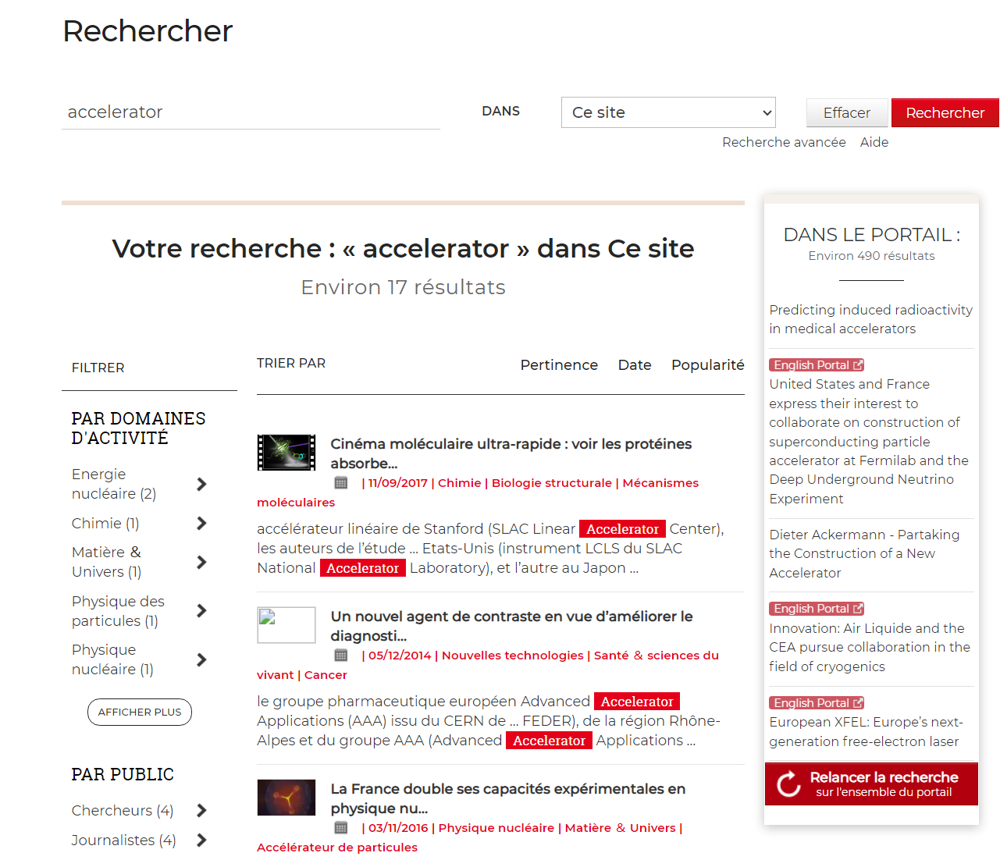 Rechercher
accelerator
DANS
Ce site
Effacer
Rechercher
Recherche avancée
Aide
Votre recherche : « accelerator » dans Ce site
Environ 17 résultats
FILTRER
PAR DOMAINES
D'ACTIVITÉ
Energie
nucléaire (2)
Chimie (1)
Matière &
Univers (1)
Physique des
particules (1)
Physique
nucléaire (1)
AFFICHER PLUS
PAR PUBLIC
Chercheurs (4)
Journalistes (4)
TRIER PAR
Pertinence
Date
Popularité
Cinéma moléculaire ultra-rapide : voir les protéines
absorbe...
| 11/09/2017 | Chimie | Biologie structurale | Mécanismes
moléculaires
accélérateur linéaire de Stanford (SLAC Linear Accelerator Center),
les auteurs de l’étude ... Etats-Unis (instrument LCLS du SLAC
National Accelerator Laboratory), et l’autre au Japon ...
Un nouvel agent de contraste en vue d’améliorer le
diagnosti...
| 05/12/2014 | Nouvelles technologies | Santé & sciences du
vivant | Cancer
le groupe pharmaceutique européen Advanced Accelerator
Applications (AAA) issu du CERN de ... FEDER), de la région Rhône-
Alpes et du groupe AAA (Advanced Accelerator Applications ...
La France double ses capacités expérimentales en
physique nu...
| 03/11/2016 | Physique nucléaire | Matière & Univers |
Accélérateur de particules
DANS LE PORTAIL :
Environ 490 résultats
Predicting induced radioactivity
in medical accelerators
English Portal
United States and France
express their interest to
collaborate on construction of
superconducting particle
accelerator at Fermilab and the
Deep Underground Neutrino
Experiment
Dieter Ackermann - Partaking
the Construction of a New
Accelerator
English Portal
Innovation: Air Liquide and the
CEA pursue collaboration in the
field of cryogenics
English Portal
European XFEL: Europe’s next-
generation free-electron laser
Relancer la recherche
sur l'ensemble du portail